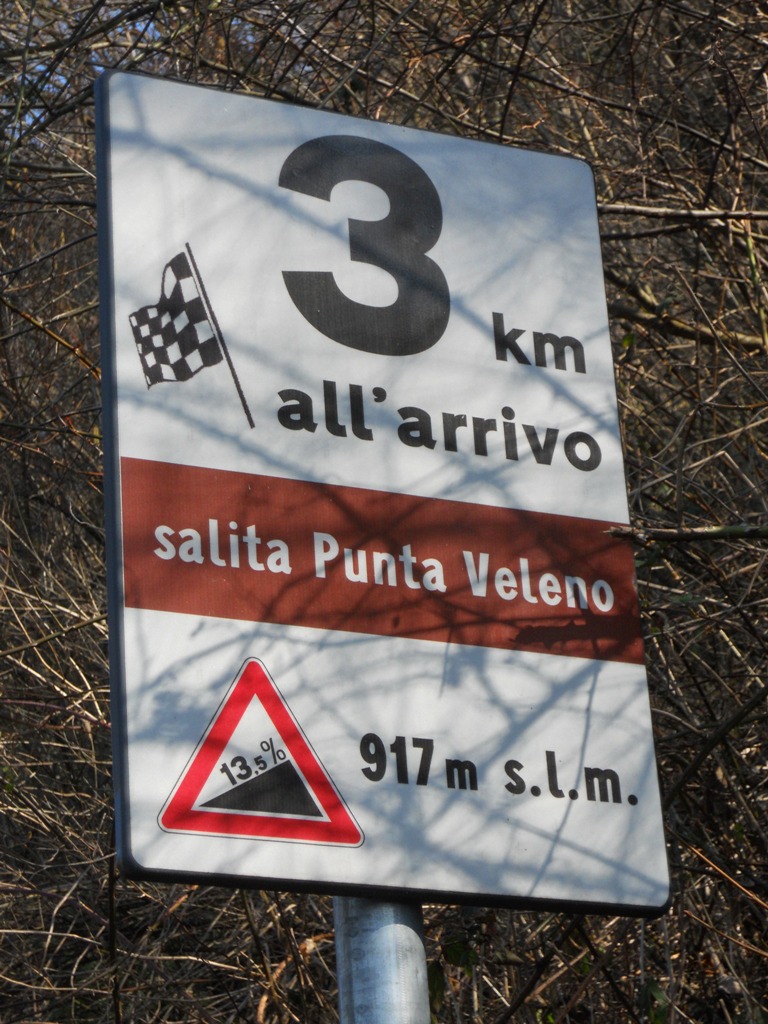 3 km
all'arrivo
salita Punta Veleno
13.5%
917 m s.l.m.